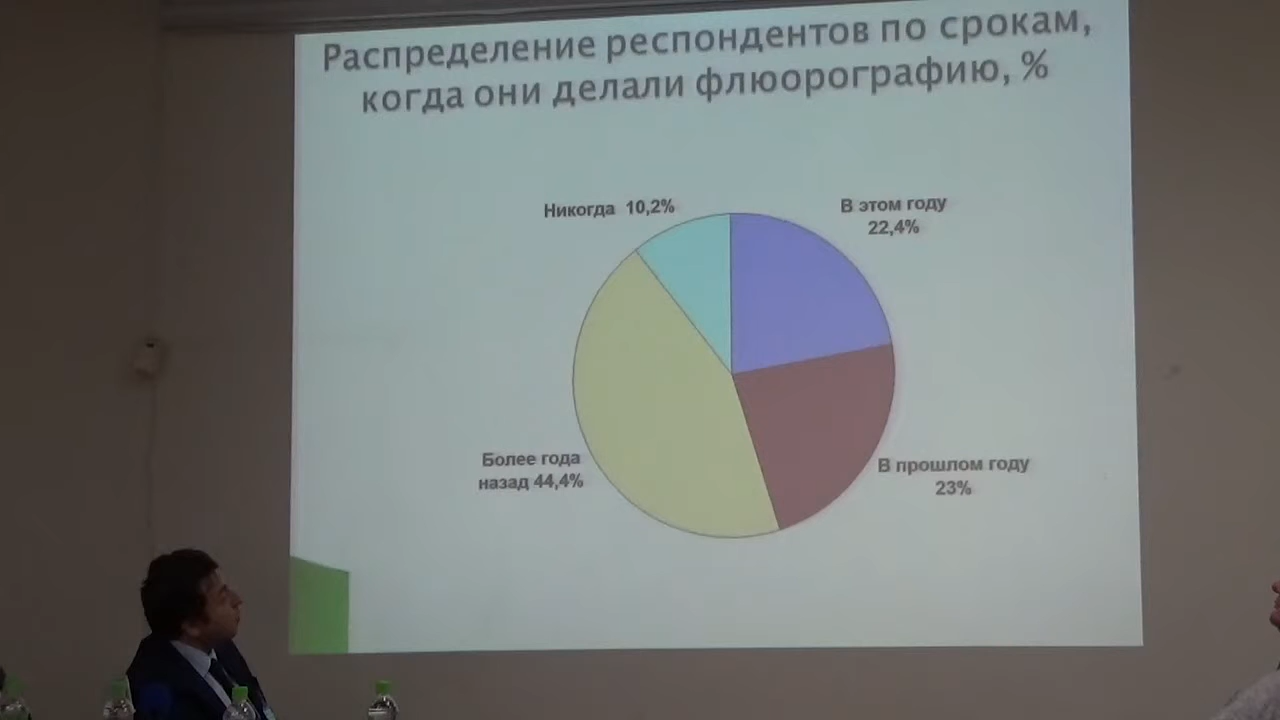 Распределение респондентов по срокам,
когда они делали флюорографию, %
Никогда 10,2%
В этом году
22,4%
Более года
назад 44,4%
В прошлом году
23%